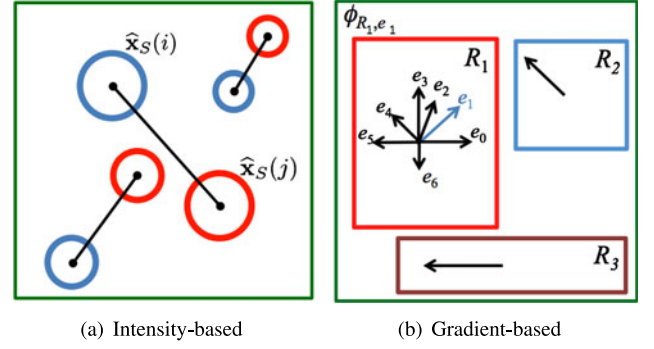 x̂_S(i)
x̂_S(j)
(a) Intensity-based
ϕ_{R_1,e_1}
R_1
R_2
e_3
e_2
e_1
e_4
e_5
e_0
e_6
R_3
(b) Gradient-based